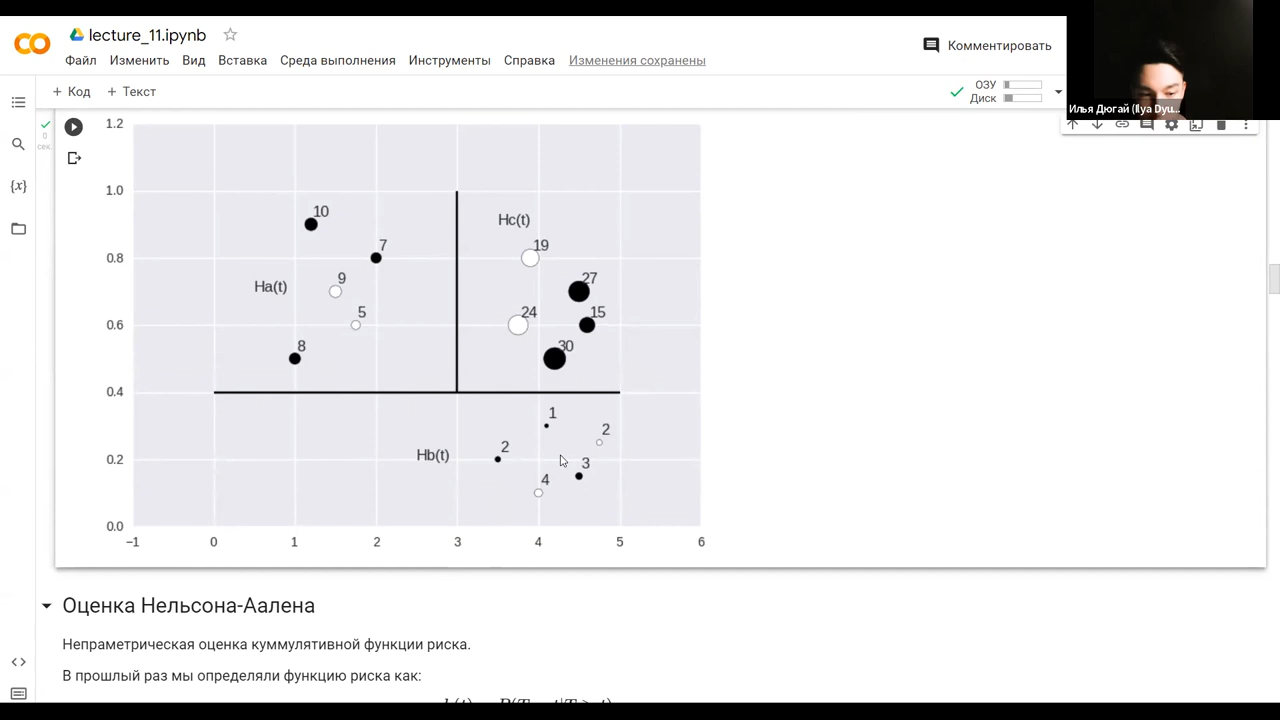 lecture_11.ipynb
Комментировать
Файл Изменить Вид Вставка Среда выполнения Инструменты Справка Изменения сохранены
+ Код + Текст
ОЗУ
Диск
Илья Дюгай (Ilya Dyu...
{x}
0
сек.
1.2
1.0
0.8
0.6
0.4
0.2
0.0
10
7
9
Ha(t)
5
8
Hc(t)
19
27
24
15
30
1
2
2
Hb(t)
3
4
−1 0 1 2 3 4 5 6
Оценка Нельсона-Аалена
Непраметрическая оценка куммулятивной функции риска.
В прошлый раз мы определяли функцию риска как: